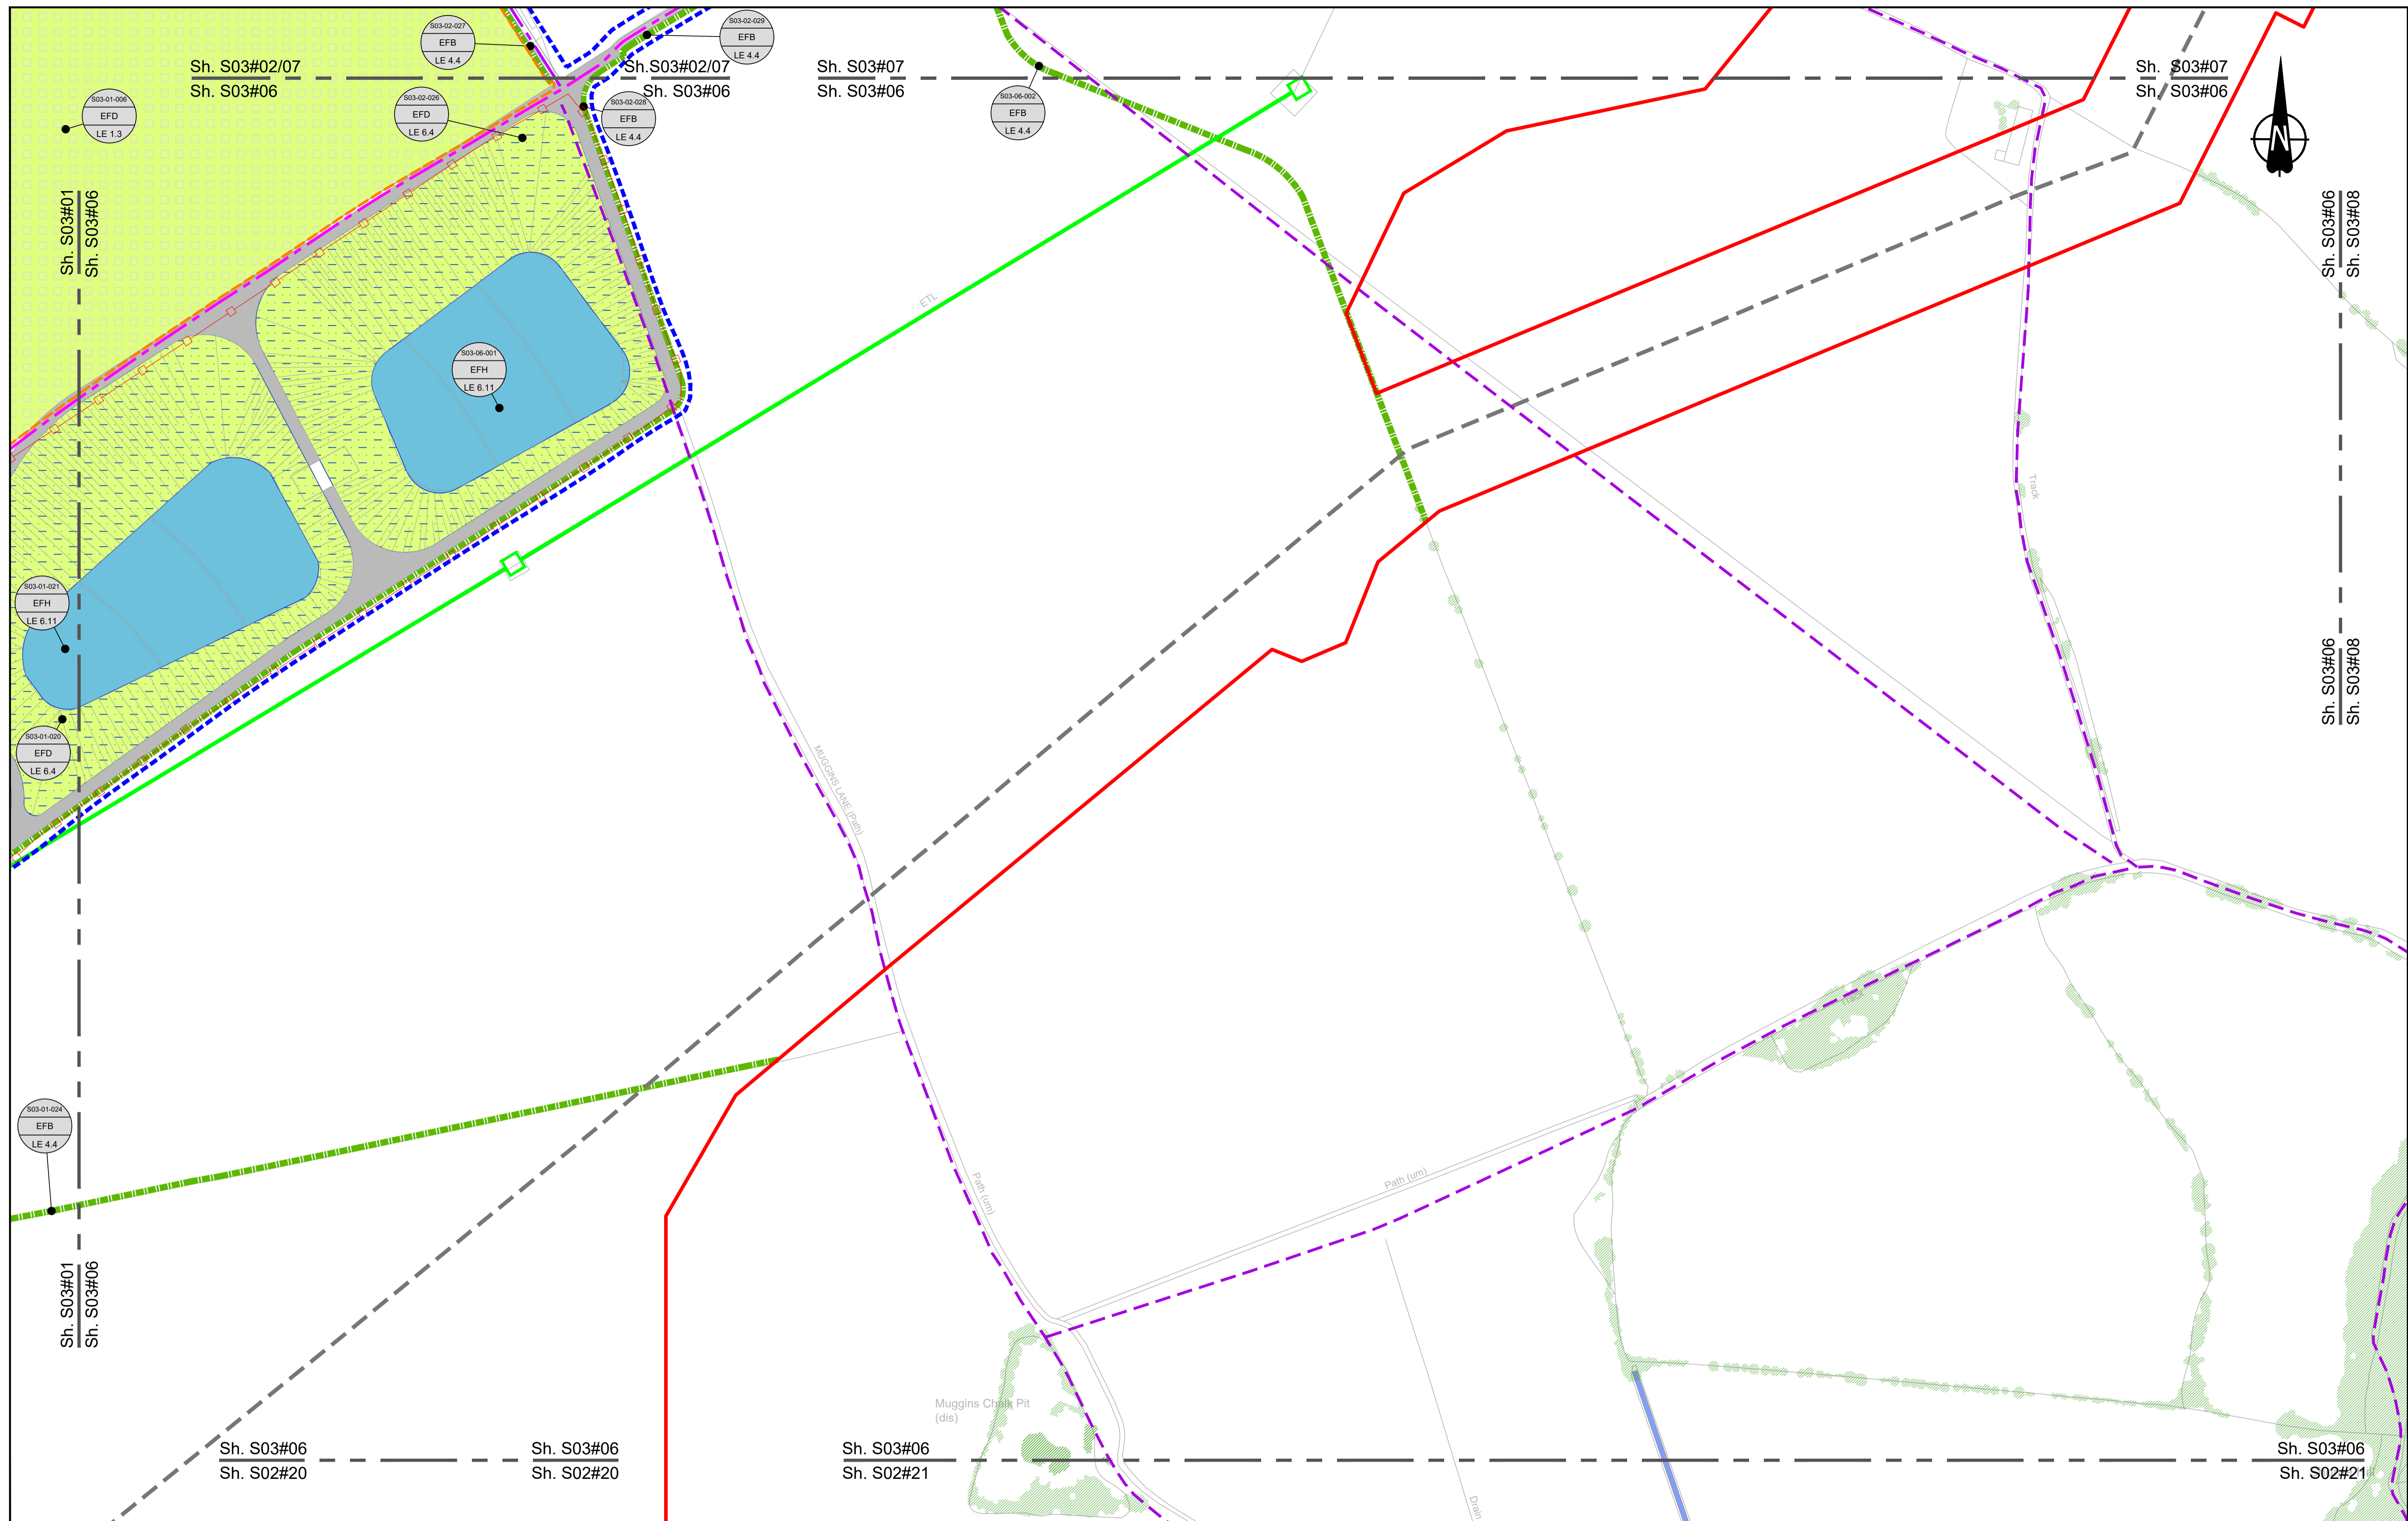 S03-02-027
EFB
LE 4.4
S03-02-029
EFB
LE 4.4
Sh. S03#02/07
Sh. S03#06
Sh.S03#02/07
Sh. S03#06
Sh. S03#07
Sh. S03#06
Sh. S03#07
Sh. S03#06
S03-01-006
EFD
LE 1.3
S03-02-026
EFD
LE 6.4
S03-02-028
EFB
LE 4.4
S03-06-002
EFB
LE 4.4
N
Sh. S03#01
Sh. S03#06
Sh. S03#06
Sh. S03#08
ETL
S03-06-001
EFH
LE 6.11
Track
S03-01-021
EFH
LE 6.11
Sh. S03#06
Sh. S03#08
S03-01-020
EFD
LE 6.4
MUGGINS LANE (Path)
Track
S03-01-024
EFB
LE 4.4
Path (um)
Path (um)
Sh. S03#01
Sh. S03#06
Muggins Chalk Pit
(dis)
Sh. S03#06
Sh. S02#20
Sh. S03#06
Sh. S02#20
Sh. S03#06
Sh. S02#21
Sh. S03#06
Sh. S02#21
Drain